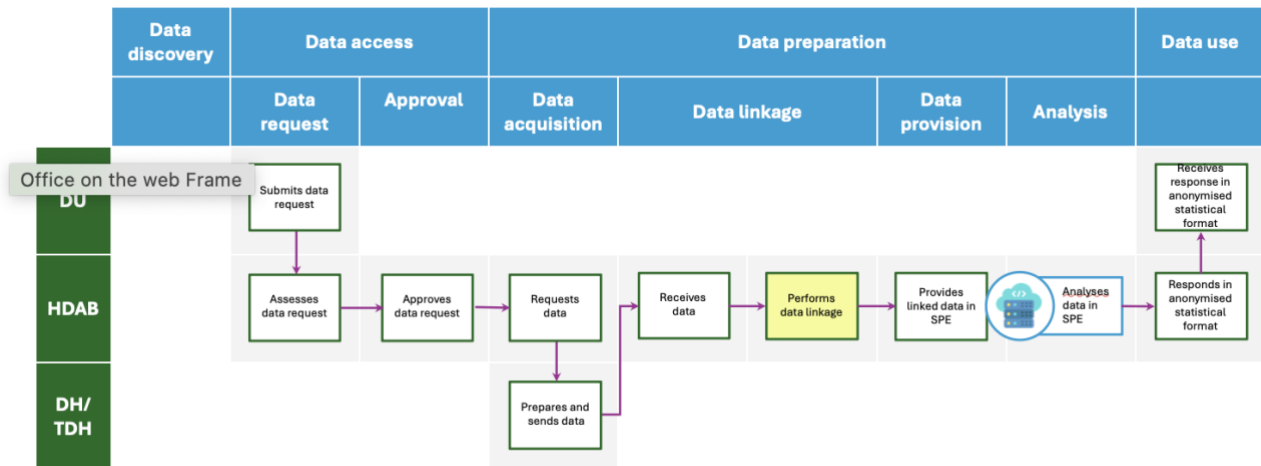 Data
discovery
Data access
Data preparation
Data use
Data
request
Approval
Data
acquisition
Data linkage
Data
provision
Analysis
Office on the web Frame
DU
Submits data
request
Receives
response in
anonymised
statistical
format
HDAB
Assesses
data request
Approves
data request
Requests
data
Receives
data
Performs
data linkage
Provides
linked data in
SPE
Analyses
data in
SPE
Responds in
anonymised
statistical
format
DH/
TDH
Prepares and
sends data